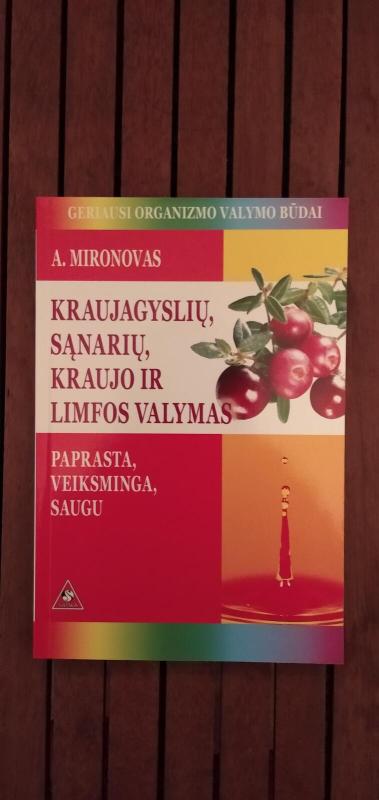 GERIAUSI ORGANIZMO VALYMO BŪDAI
A. MIRONOVAS
KRAUJAGYSLIŲ,
SĄNARIŲ,
KRAUJO IR
LIMFOS VALYMAS
PAPRASTA,
VEIKSMINGA,
SAUGU